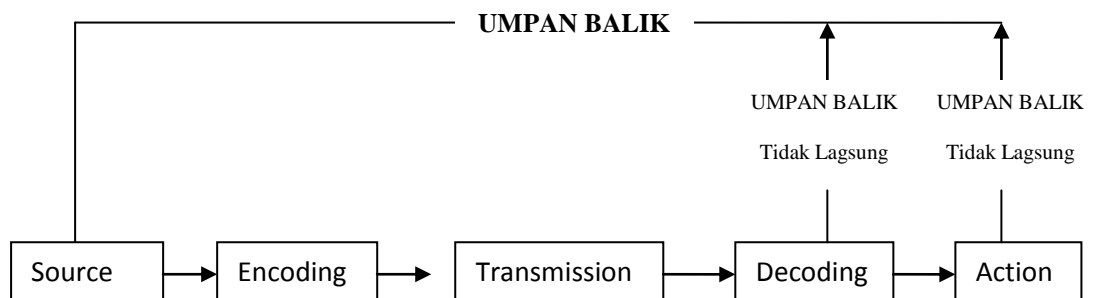 UMPAN BALIK
UMPAN BALIK UMPAN BALIK
Tidak Lagsung Tidak Lagsung
Source Encoding Transmission Decoding Action